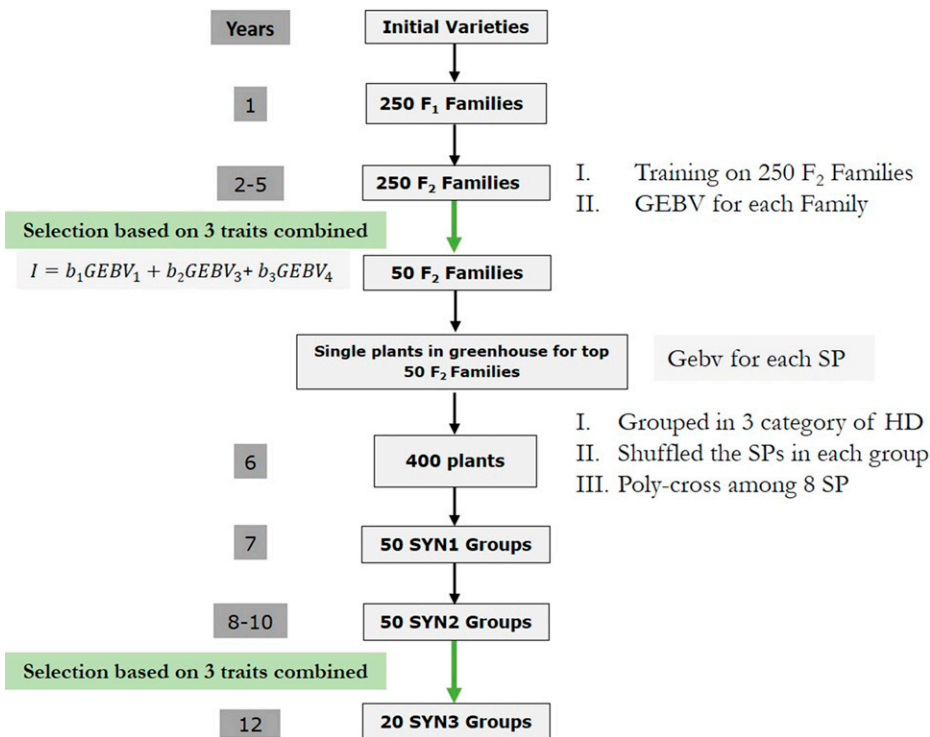 Years
Initial Varieties
1
250 F₁ Families
2-5
250 F₂ Families
I. Training on 250 F₂ Families
II. GEBV for each Family
Selection based on 3 traits combined
I = b₁GEBV₁ + b₂GEBV₃+ b₃GEBV₄
50 F₂ Families
Single plants in greenhouse for top
50 F₂ Families
Gebv for each SP
6
400 plants
I. Grouped in 3 category of HD
II. Shuffled the SPs in each group
III. Poly-cross among 8 SP
7
50 SYN1 Groups
8-10
50 SYN2 Groups
Selection based on 3 traits combined
12
20 SYN3 Groups